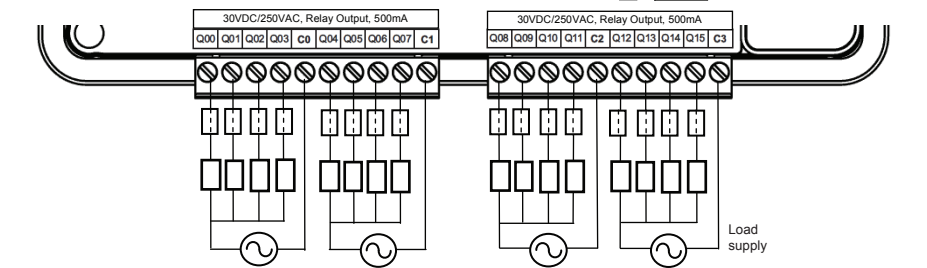 30VDC/250VAC, Relay Output, 500mA
Q00 Q01 Q02 Q03 C0 Q04 Q05 Q06 Q07 C1
30VDC/250VAC, Relay Output, 500mA
Q08 Q09 Q10 Q11 C2 Q12 Q13 Q14 Q15 C3
Load
supply